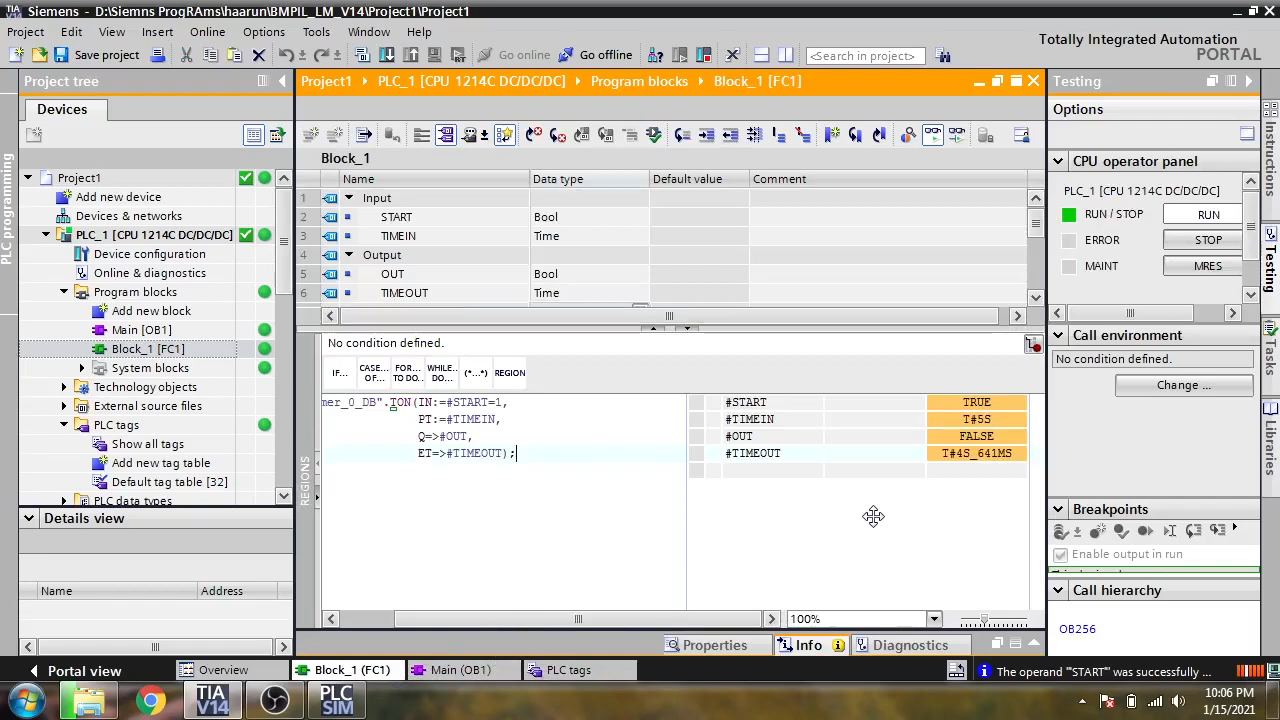 TIA V14 Siemens - D:\Siemns ProgRAms\haarun\BMPIL_LM_V14\Project1\Project1
Project Edit View Insert Online Options Tools Window Help
Totally Integrated Automation
PORTAL
Save project Go online Go offline <Search in project>
Project tree
Project1 PLC_1 [CPU 1214C DC/DC/DC] Program blocks Block_1 [FC1]
Testing
Devices
Options
PLC programming
Block_1
Name Data type Default value Comment
1 Input
2 START Bool
3 TIMEIN Time
4 Output
5 OUT Bool
6 TIMEOUT Time
Project1
Add new device
Devices & networks
PLC_1 [CPU 1214C DC/DC/DC]
Device configuration
Online & diagnostics
Program blocks
Add new block
Main [OB1]
Block_1 [FC1]
System blocks
Technology objects
External source files
PLC tags
Show all tags
Add new tag table
Default tag table [32]
PLC data types
Details view
Name Address
No condition defined.
IF... CASE... OF... FOR... TO DO.. WHILE.. DO... (*...*) REGION
REGIONS
mer_0_DB".TON(IN:=#START=1,
PT:=#TIMEIN,
Q=>#OUT,
ET=>#TIMEOUT);
#START TRUE
#TIMEIN T#5S
#OUT FALSE
#TIMEOUT T#4S_641MS
100%
CPU operator panel
PLC_1 [CPU 1214C DC/DC/DC]
RUN / STOP RUN
ERROR STOP
MAINT MRES
Call environment
No condition defined.
Change ...
Breakpoints
Enable output in run
Call hierarchy
OB256
Instructions
Testing
Tasks
Libraries
Properties Info Diagnostics
Portal view Overview Block_1 (FC1) Main (OB1) PLC tags The operand '"START"' was successfully ...
TIA V14 PLC SIM
10:06 PM
1/15/2021